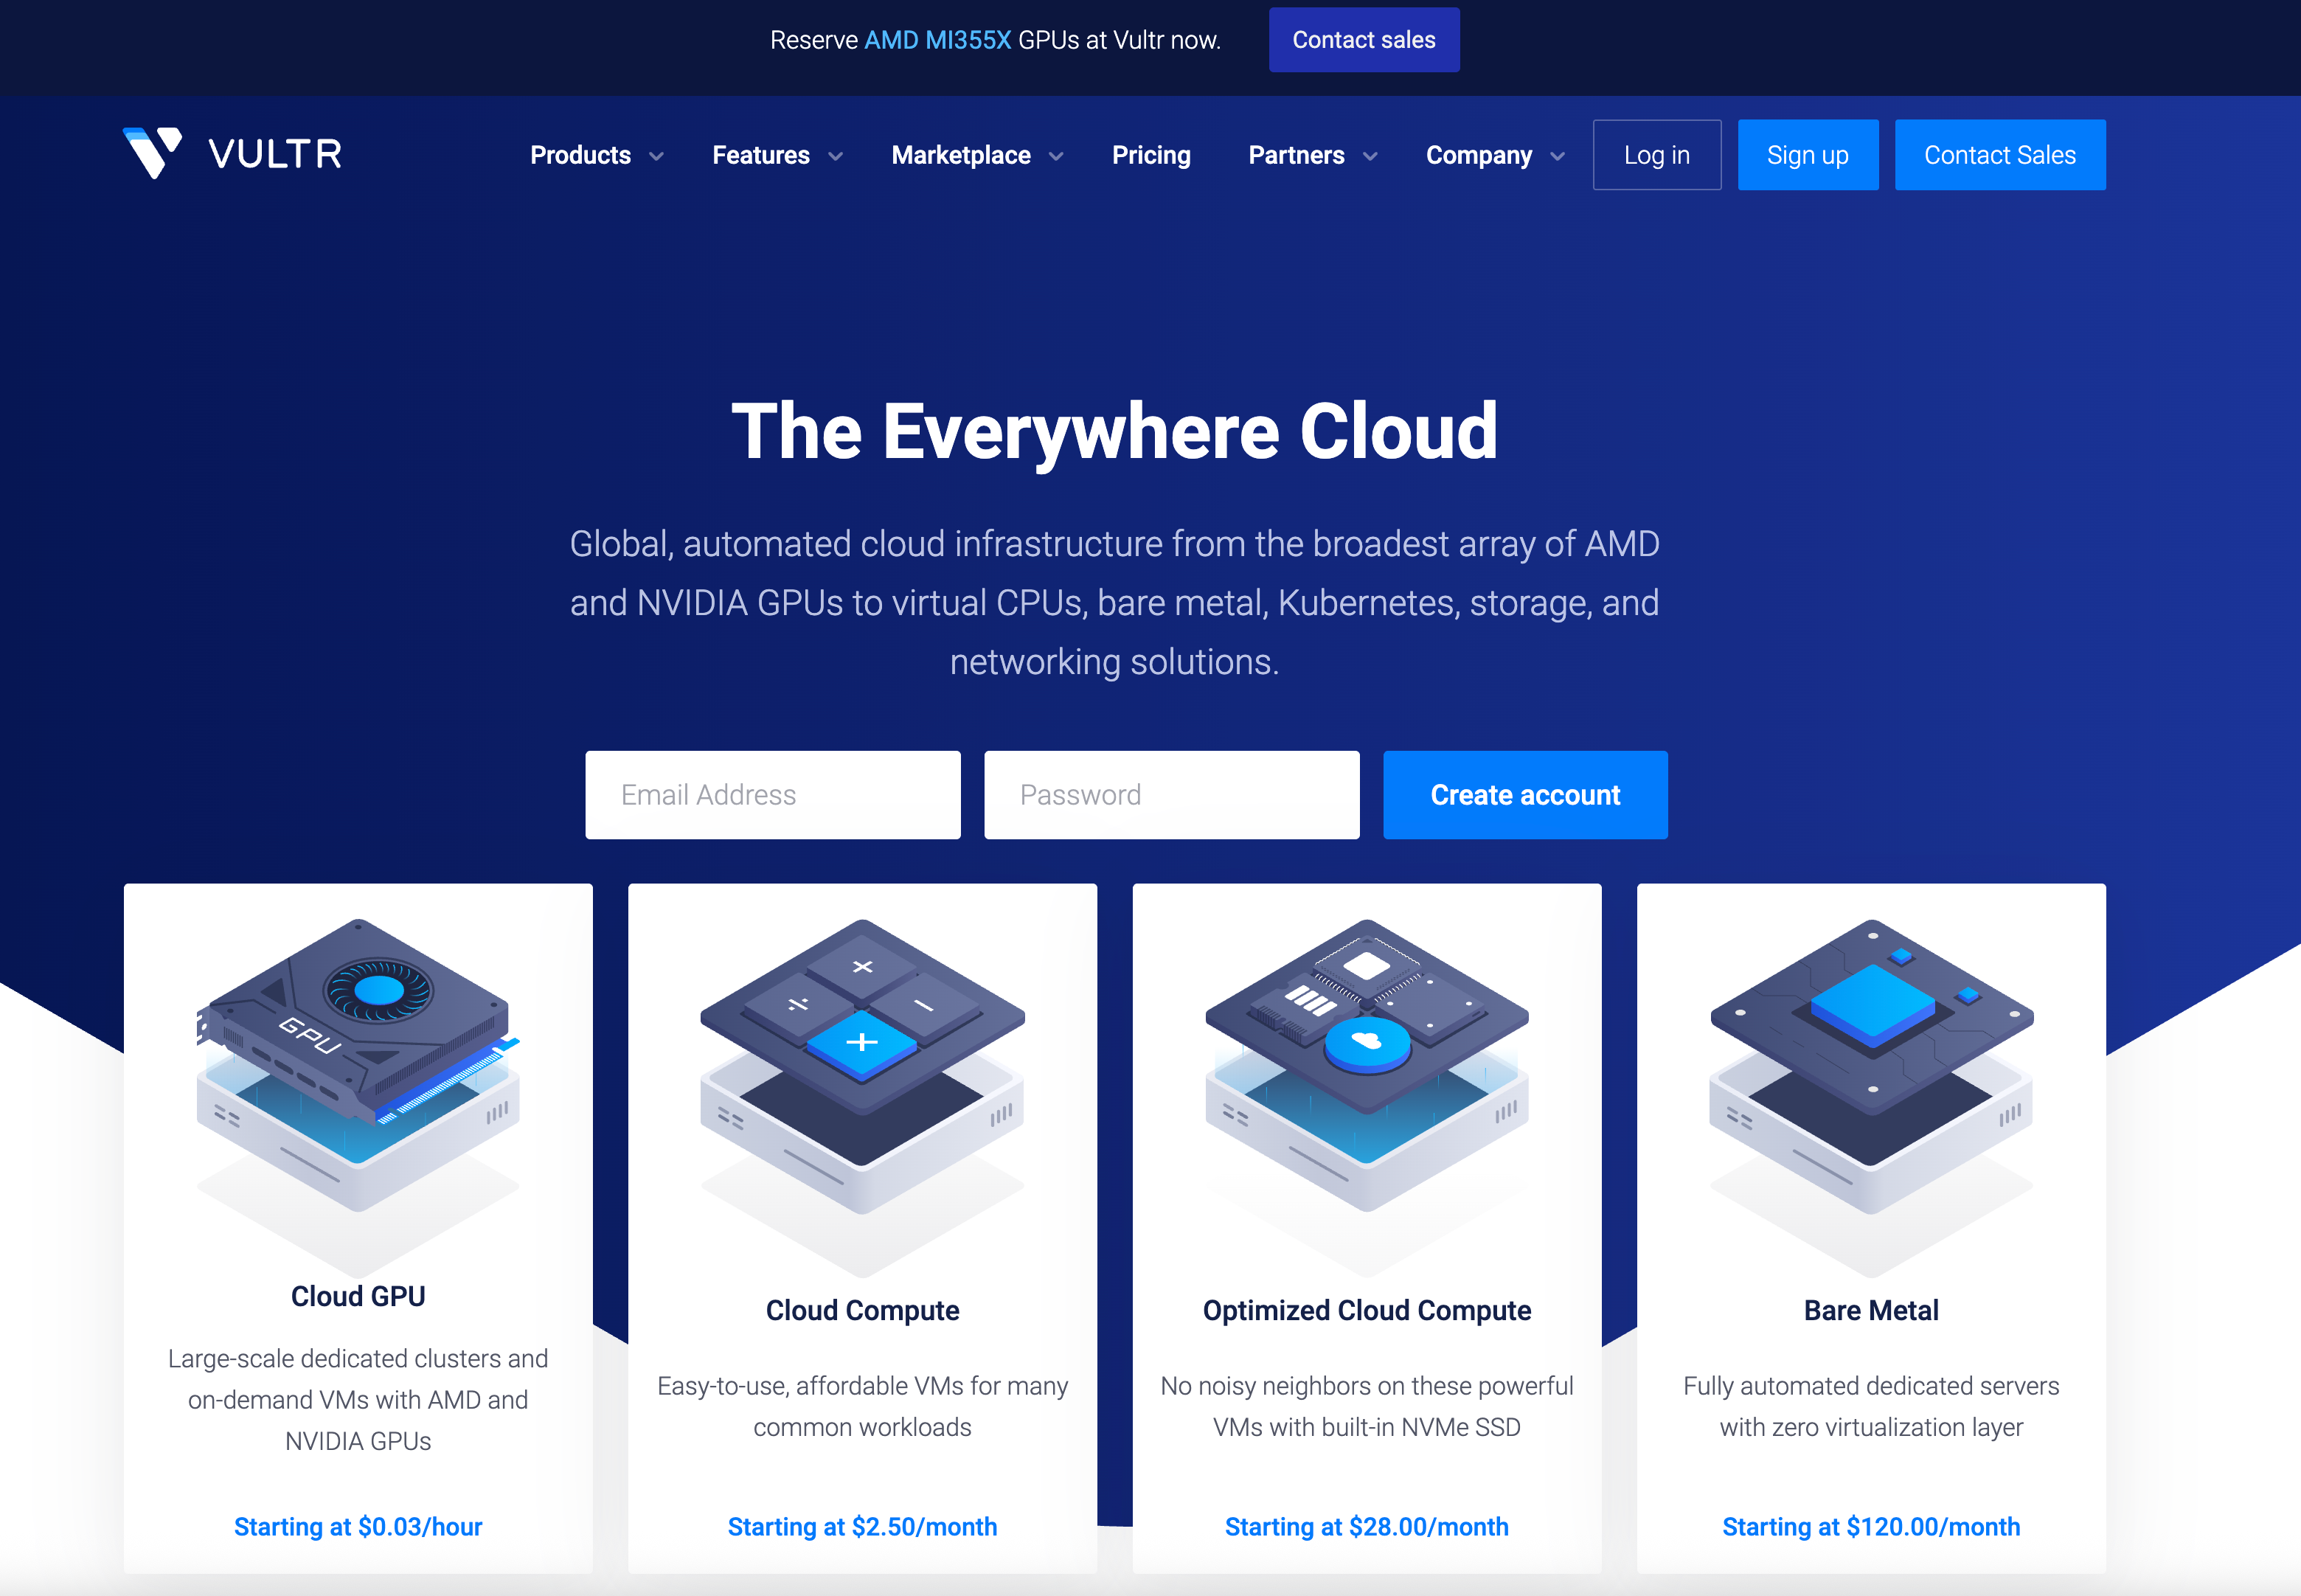 Reserve AMD MI355X GPUs at Vultr now.
Contact sales
VULTR
Products
Features
Marketplace
Pricing
Partners
Company
Log in
Sign up
Contact Sales
The Everywhere Cloud
Global, automated cloud infrastructure from the broadest array of AMD
and NVIDIA GPUs to virtual CPUs, bare metal, Kubernetes, storage, and
networking solutions.
Email Address
Password
Create account
GPU
Cloud GPU
Large-scale dedicated clusters and
on-demand VMs with AMD and
NVIDIA GPUs
Starting at $0.03/hour
× ÷ − +
Cloud Compute
Easy-to-use, affordable VMs for many
common workloads
Starting at $2.50/month
Optimized Cloud Compute
No noisy neighbors on these powerful
VMs with built-in NVMe SSD
Starting at $28.00/month
Bare Metal
Fully automated dedicated servers
with zero virtualization layer
Starting at $120.00/month